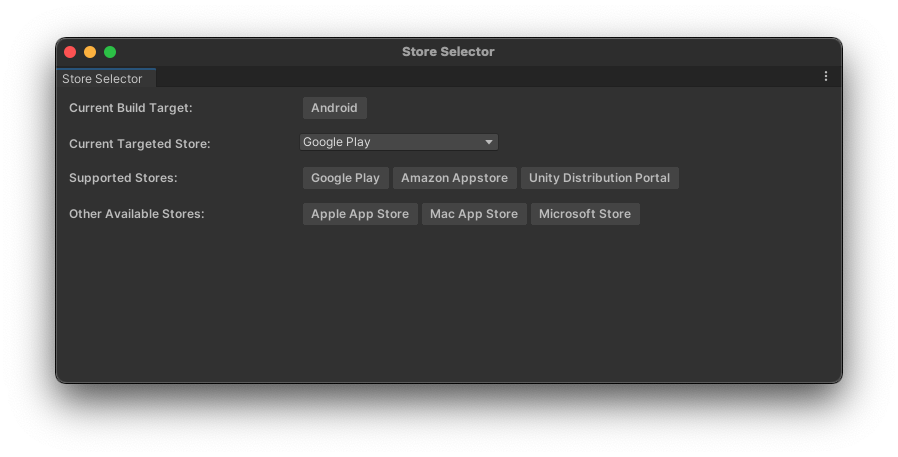 Store Selector
Store Selector
Current Build Target: Android
Current Targeted Store: Google Play
Supported Stores: Google Play Amazon Appstore Unity Distribution Portal
Other Available Stores: Apple App Store Mac App Store Microsoft Store